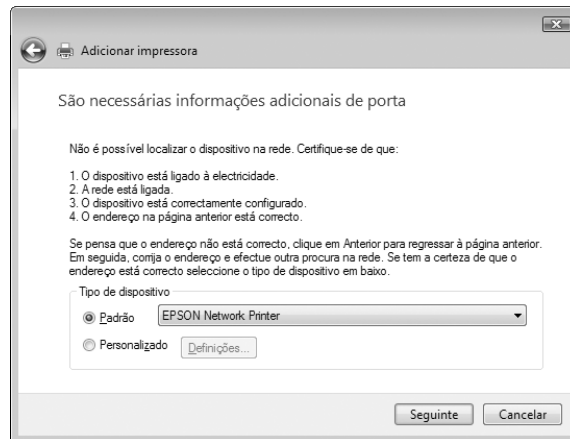 Adicionar impressora
São necessárias informações adicionais de porta
Não é possível localizar o dispositivo na rede. Certifique-se de que:
1. O dispositivo está ligado à electricidade.
2. A rede está ligada.
3. O dispositivo está correctamente configurado.
4. O endereço na página anterior está correcto.
Se pensa que o endereço não está correcto, clique em Anterior para regressar à página anterior.
Em seguida, corrija o endereço e efectue outra procura na rede. Se tem a certeza de que o
endereço está correcto seleccione o tipo de dispositivo em baixo.
Tipo de dispositivo
Padrão EPSON Network Printer
Personalizado Definições...
Seguinte Cancelar